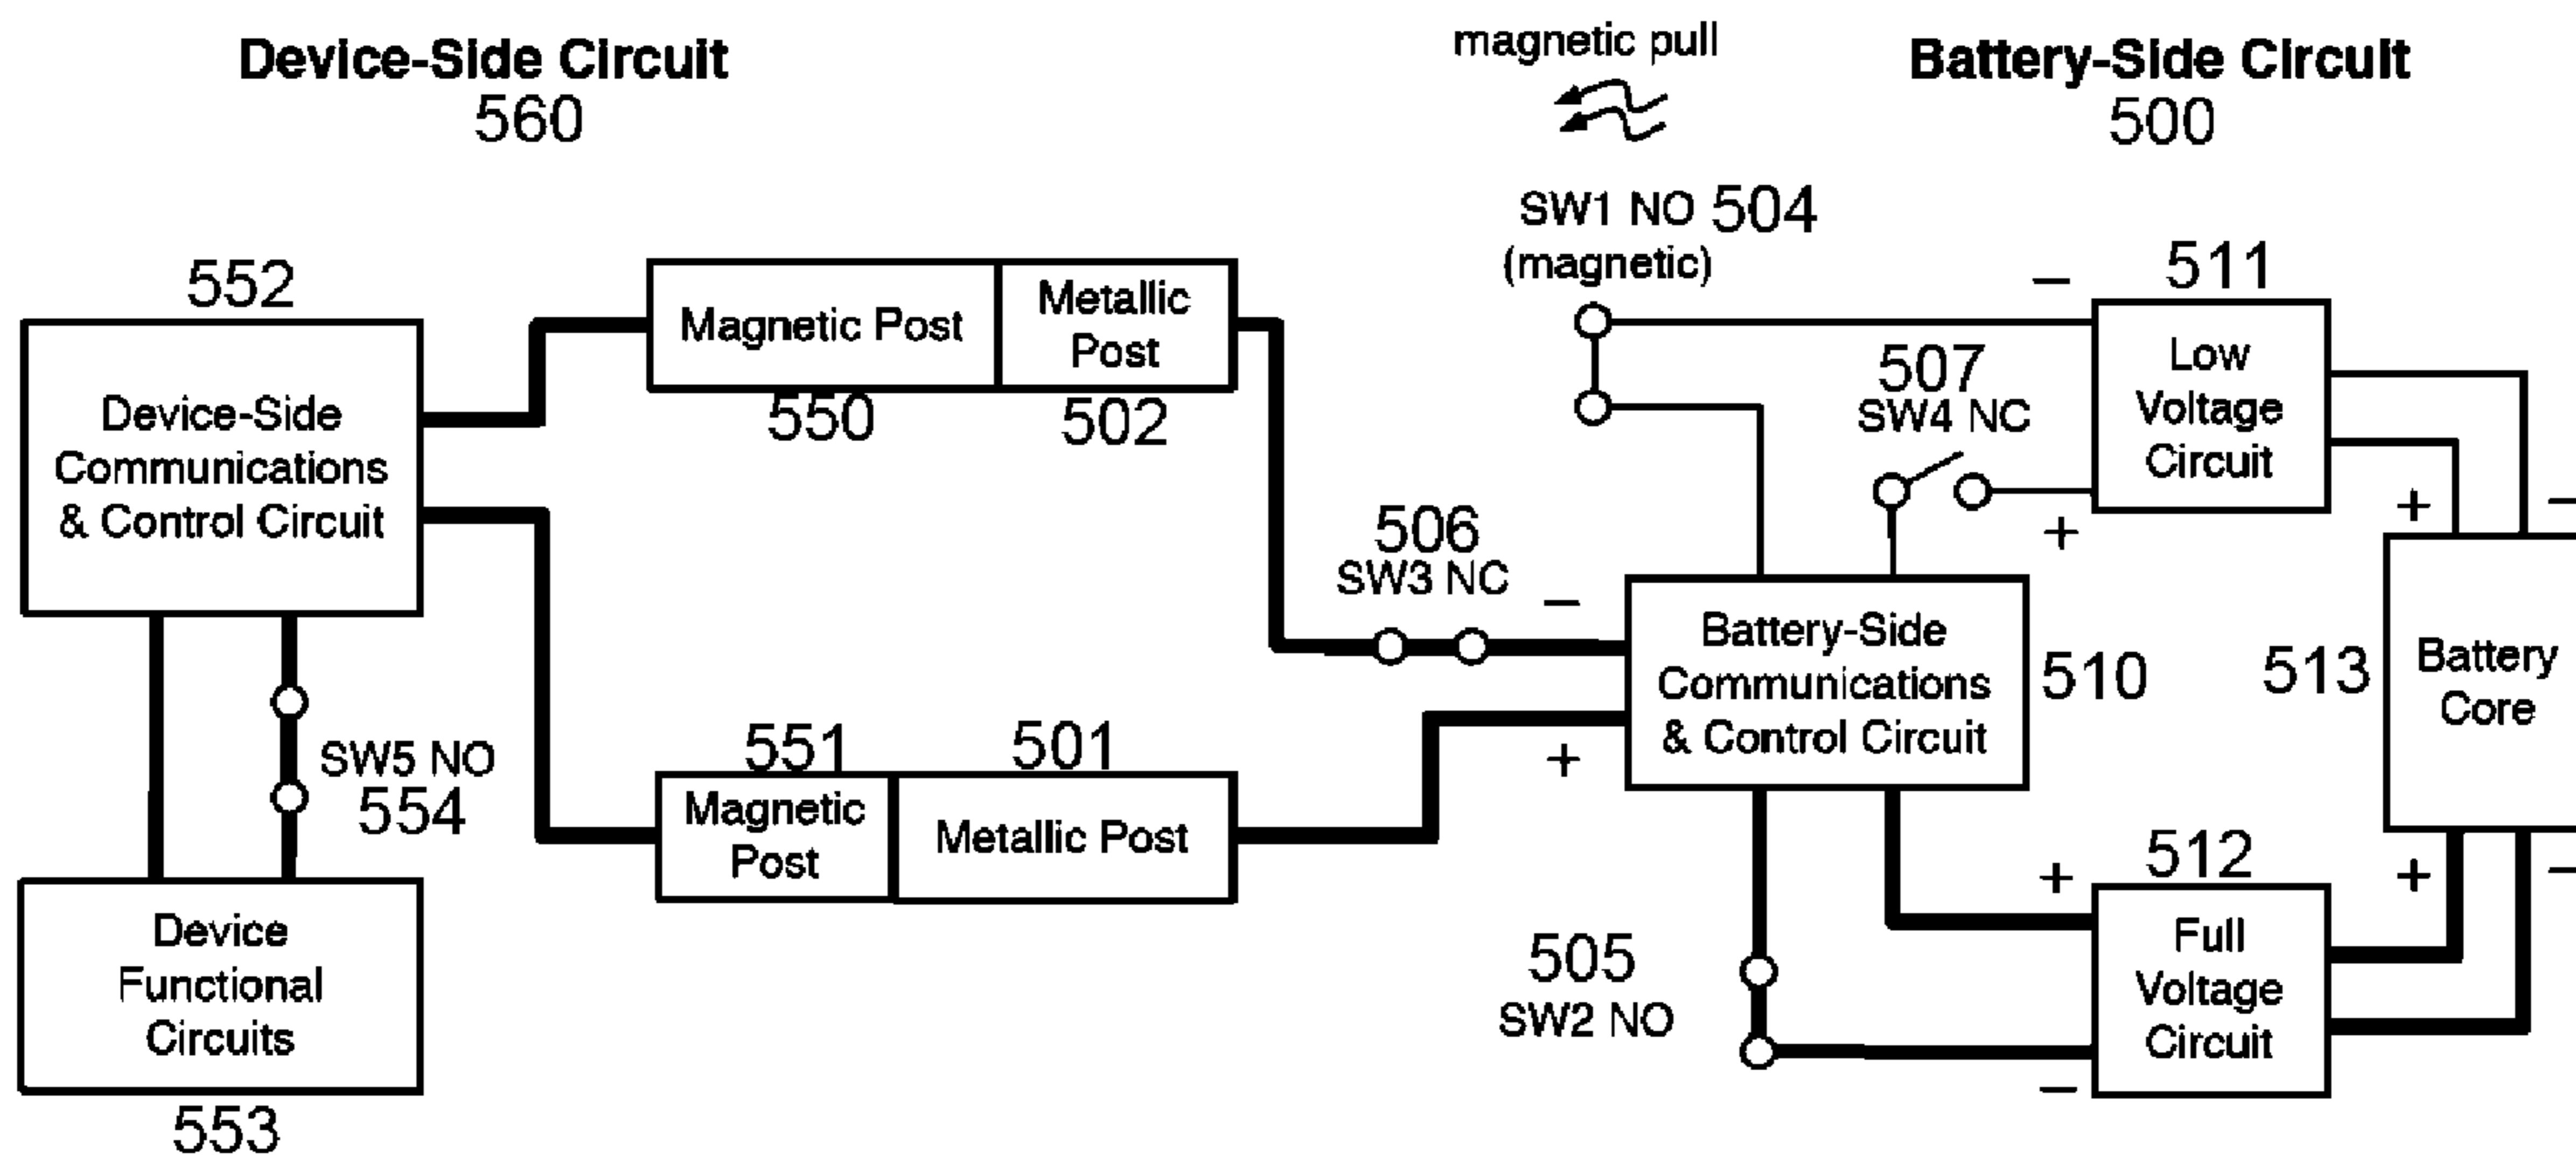 Device-Side Circuit
560
magnetic pull
Battery-Side Circuit
500
SW1 NO 504
(magnetic)
552
Device-Side
Communications
& Control Circuit
Magnetic Post
550
Metallic
Post
502
–
511
Low
Voltage
Circuit
507
SW4 NC
+
+
–
506
SW3 NC
–
+
Battery-Side
Communications
& Control Circuit
510
513
Battery
Core
SW5 NO
554
551
Magnetic
Post
501
Metallic Post
505
SW2 NO
+
–
512
Full
Voltage
Circuit
+
–
Device
Functional
Circuits
553